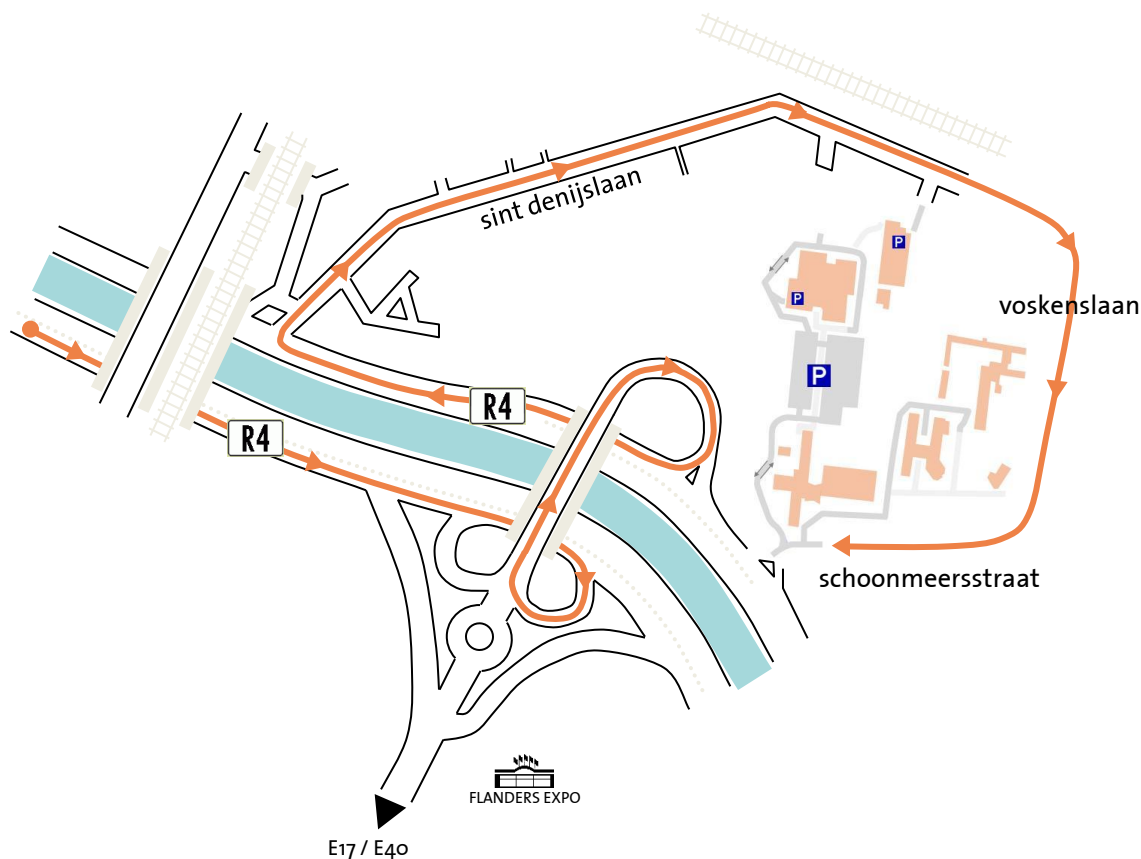 sint denijslaan
P
P
voskenslaan
P
R4
R4
schoonmeersstraat
FLANDERS EXPO
E17 / E40